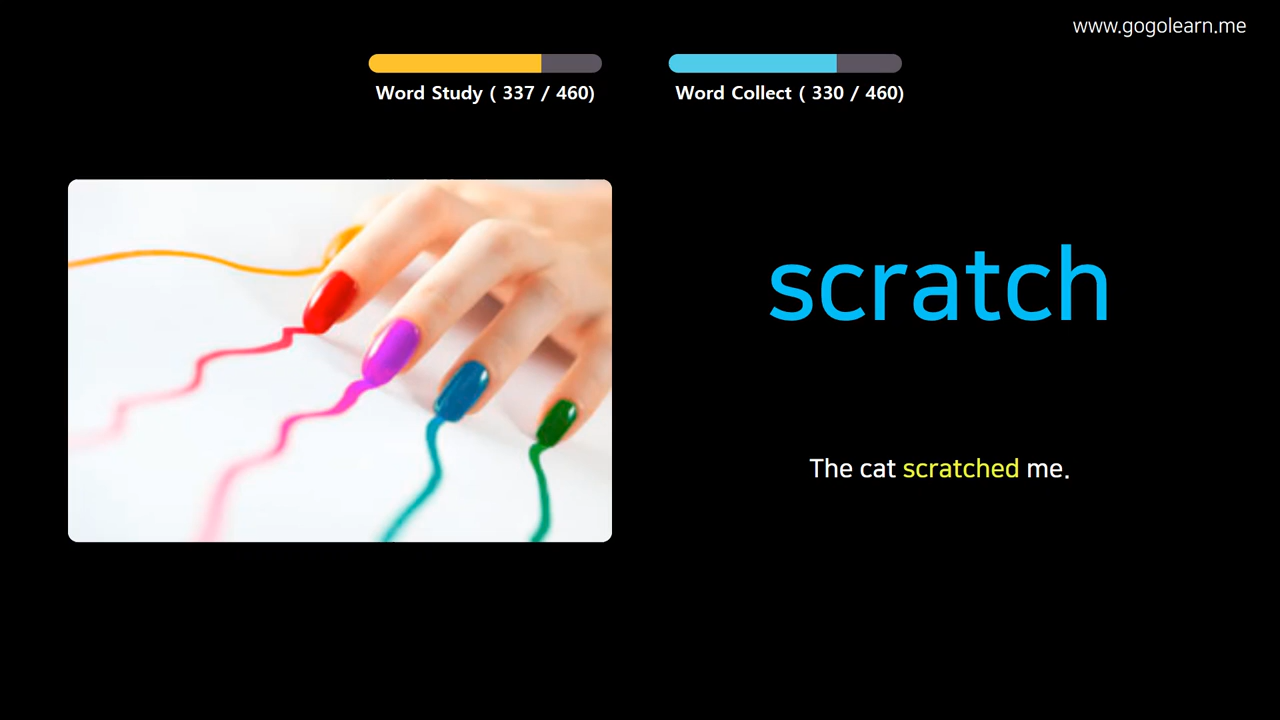 www.gogolearn.me
Word Study ( 337 / 460)
Word Collect ( 330 / 460)
scratch
The cat scratched me.